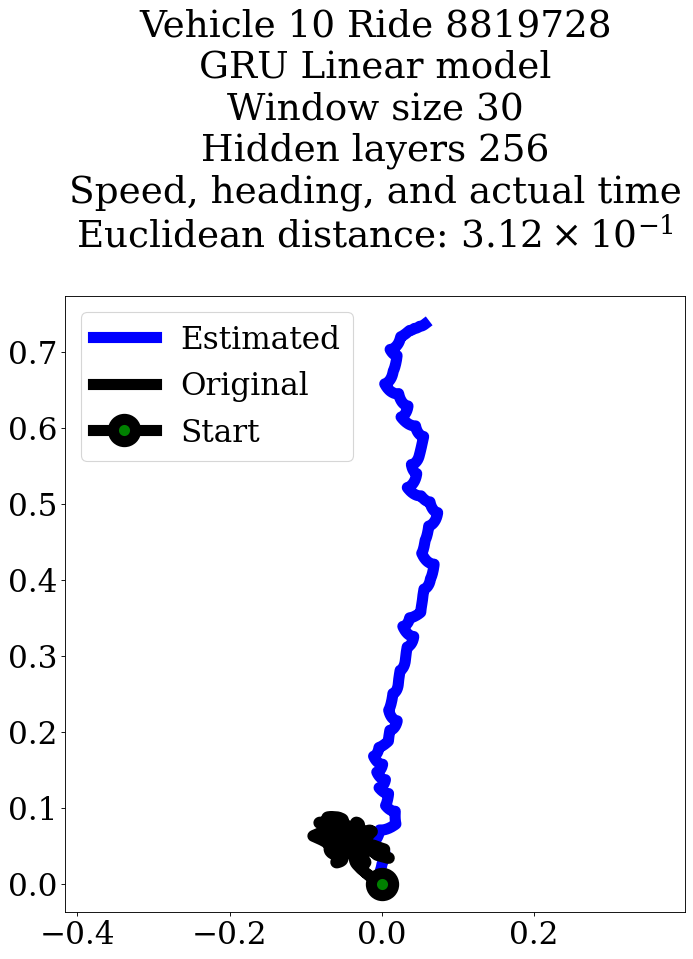 Vehicle 10 Ride 8819728
GRU Linear model
Window size 30
Hidden layers 256
Speed, heading, and actual time
Euclidean distance: 3.12 × 10⁻¹
Estimated
Original
Start
0.7
0.6
0.5
0.4
0.3
0.2
0.1
0.0
−0.4 −0.2 0.0 0.2